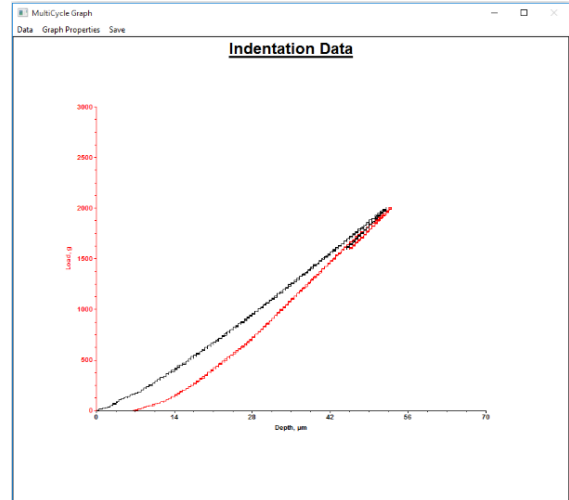 MultiCycle Graph
Data Graph Properties Save
Indentation Data
3000
2500
2000
1500
1000
500
0
Load, g
0 14 28 42 56 70
Depth, µm